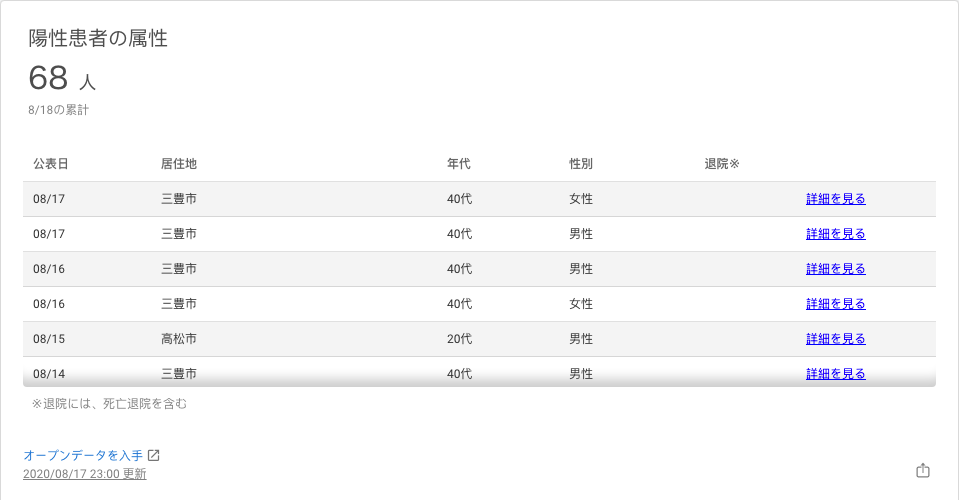 陽性患者の属性
68 人
8/18の累計
公表日 居住地 年代 性別 退院※
08/17 三豊市 40代 女性 詳細を見る
08/17 三豊市 40代 男性 詳細を見る
08/16 三豊市 40代 男性 詳細を見る
08/16 三豊市 40代 女性 詳細を見る
08/15 高松市 20代 男性 詳細を見る
08/14 三豊市 40代 男性 詳細を見る
※退院には、死亡退院を含む
オープンデータを入手
2020/08/17 23:00 更新